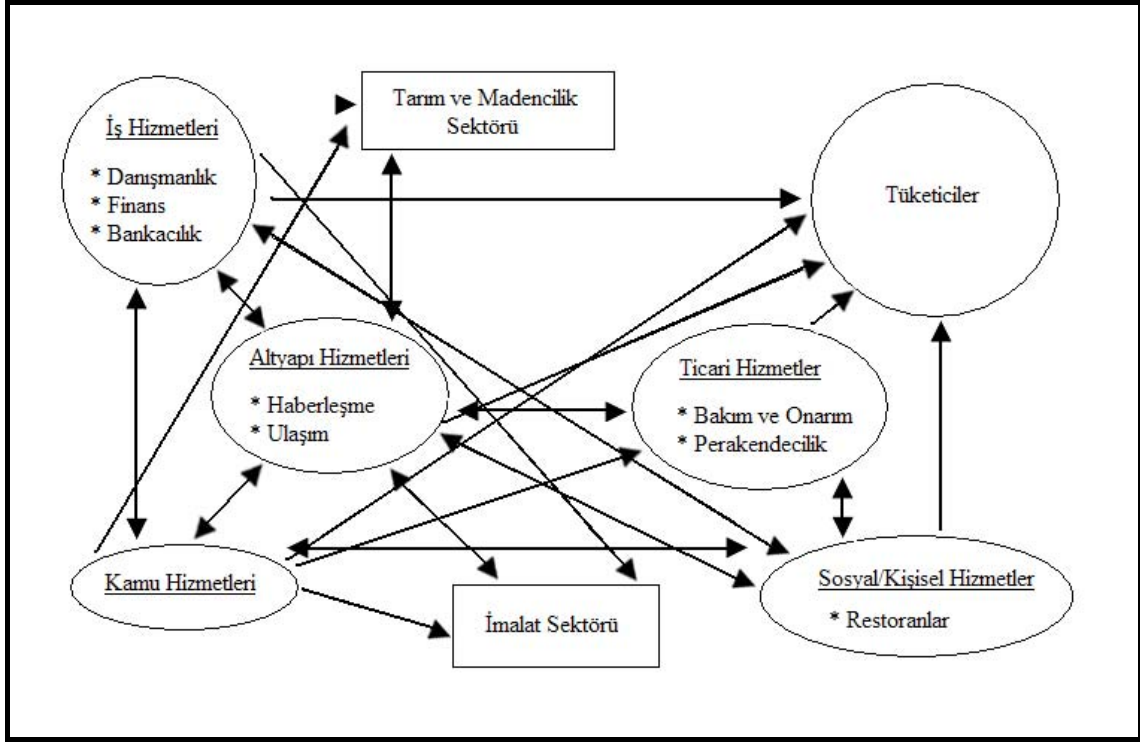 Tarım ve Madencilik
Sektörü
İş Hizmetleri
* Danışmanlık
* Finans
* Bankacılık
Tüketiciler
Altyapı Hizmetleri
* Haberleşme
* Ulaşım
Ticari Hizmetler
* Bakım ve Onarım
* Perakendecilik
Kamu Hizmetleri
İmalat Sektörü
Sosyal/Kişisel Hizmetler
* Restoranlar